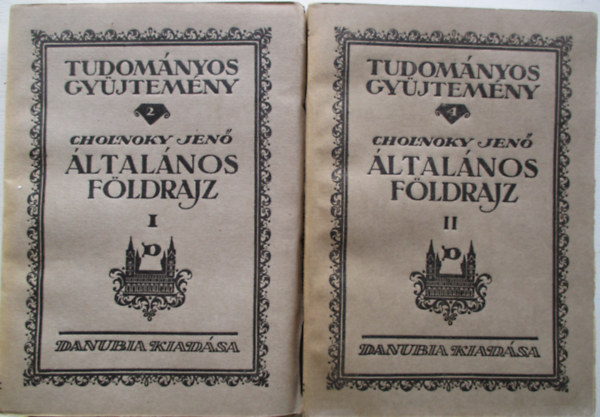 TUDOMÁNYOS
GYŰJTEMÉNY
2
CHOLNOKY JENŐ
ÁLTALÁNOS
FÖLDRAJZ
I
D
DANUBIA KIADÁSA
TUDOMÁNYOS
GYŰJTEMÉNY
4
CHOLNOKY JENŐ
ÁLTALÁNOS
FÖLDRAJZ
II
D
DANUBIA KIADÁSA